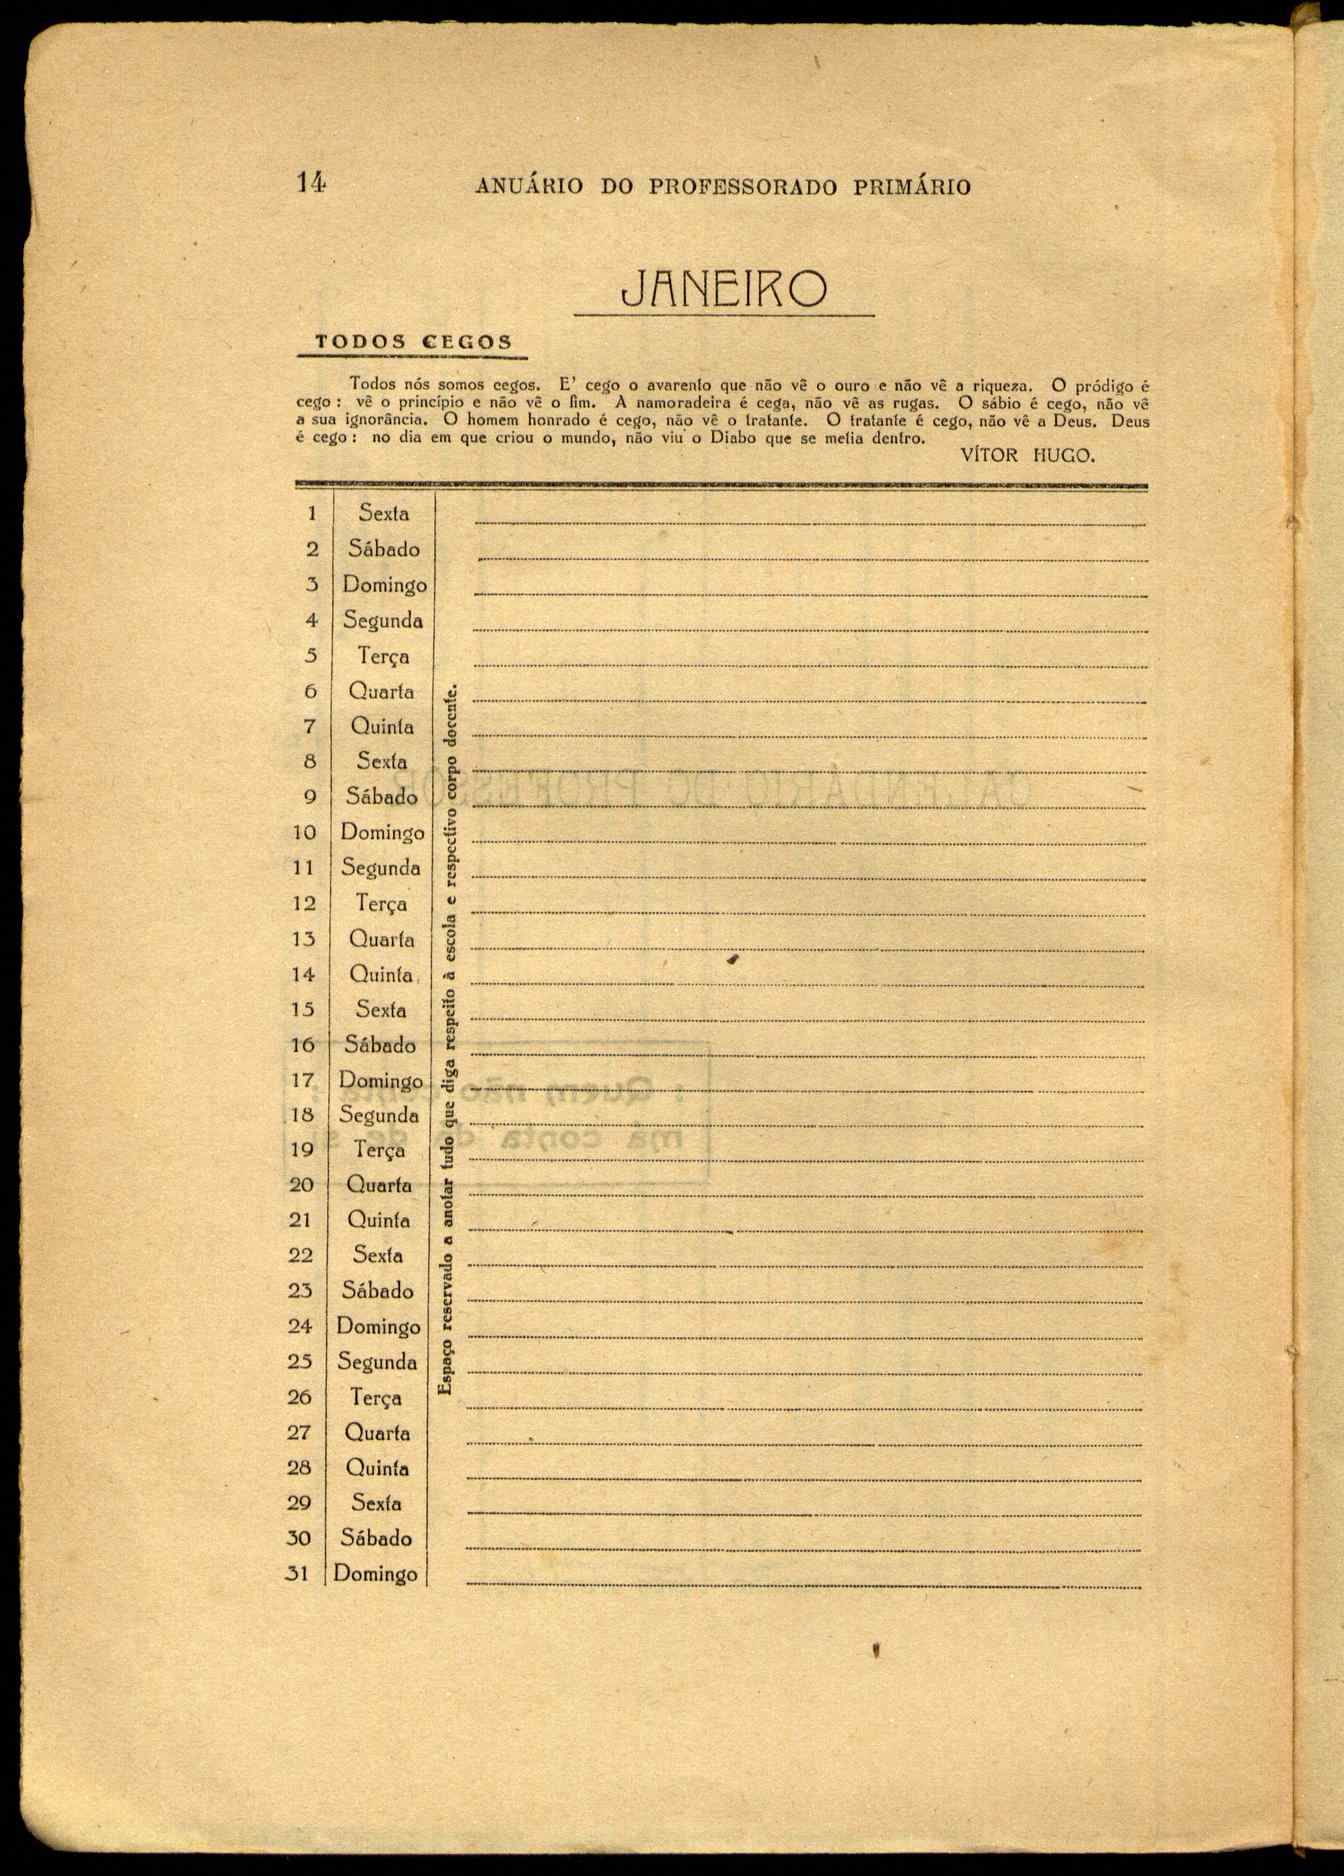 14
ANUÁRIO DO PROFESSORADO PRIMÁRIO
JANEIRO
TODOS CEGOS
Todos nós somos cegos. E' cego o avarento que não vê o ouro e não vê a riqueza. O pródigo é
cego : vê o princípio e não vê o fim. A namoradeira é cega, não vê as rugas. O sábio é cego, não vê
a sua ignorância. O homem honrado é cego, não vê o tratante. O tratante é cego, não vê a Deus. Deus
é cego : no dia em que criou o mundo, não viu o Diabo que se metia dentro.
VÍTOR HUGO.
1 Sexta
2 Sábado
3 Domingo
4 Segunda
5 Terça
6 Quarta
7 Quinta
8 Sexta
9 Sábado
10 Domingo
11 Segunda
12 Terça
13 Quarta
14 Quinta
15 Sexta
16 Sábado
17 Domingo
18 Segunda
19 Terça
20 Quarta
21 Quinta
22 Sexta
23 Sábado
24 Domingo
25 Segunda
26 Terça
27 Quarta
28 Quinta
29 Sexta
30 Sábado
31 Domingo
Espaço reservado a anotar tudo que diga respeito à escola e respectivo corpo docente.